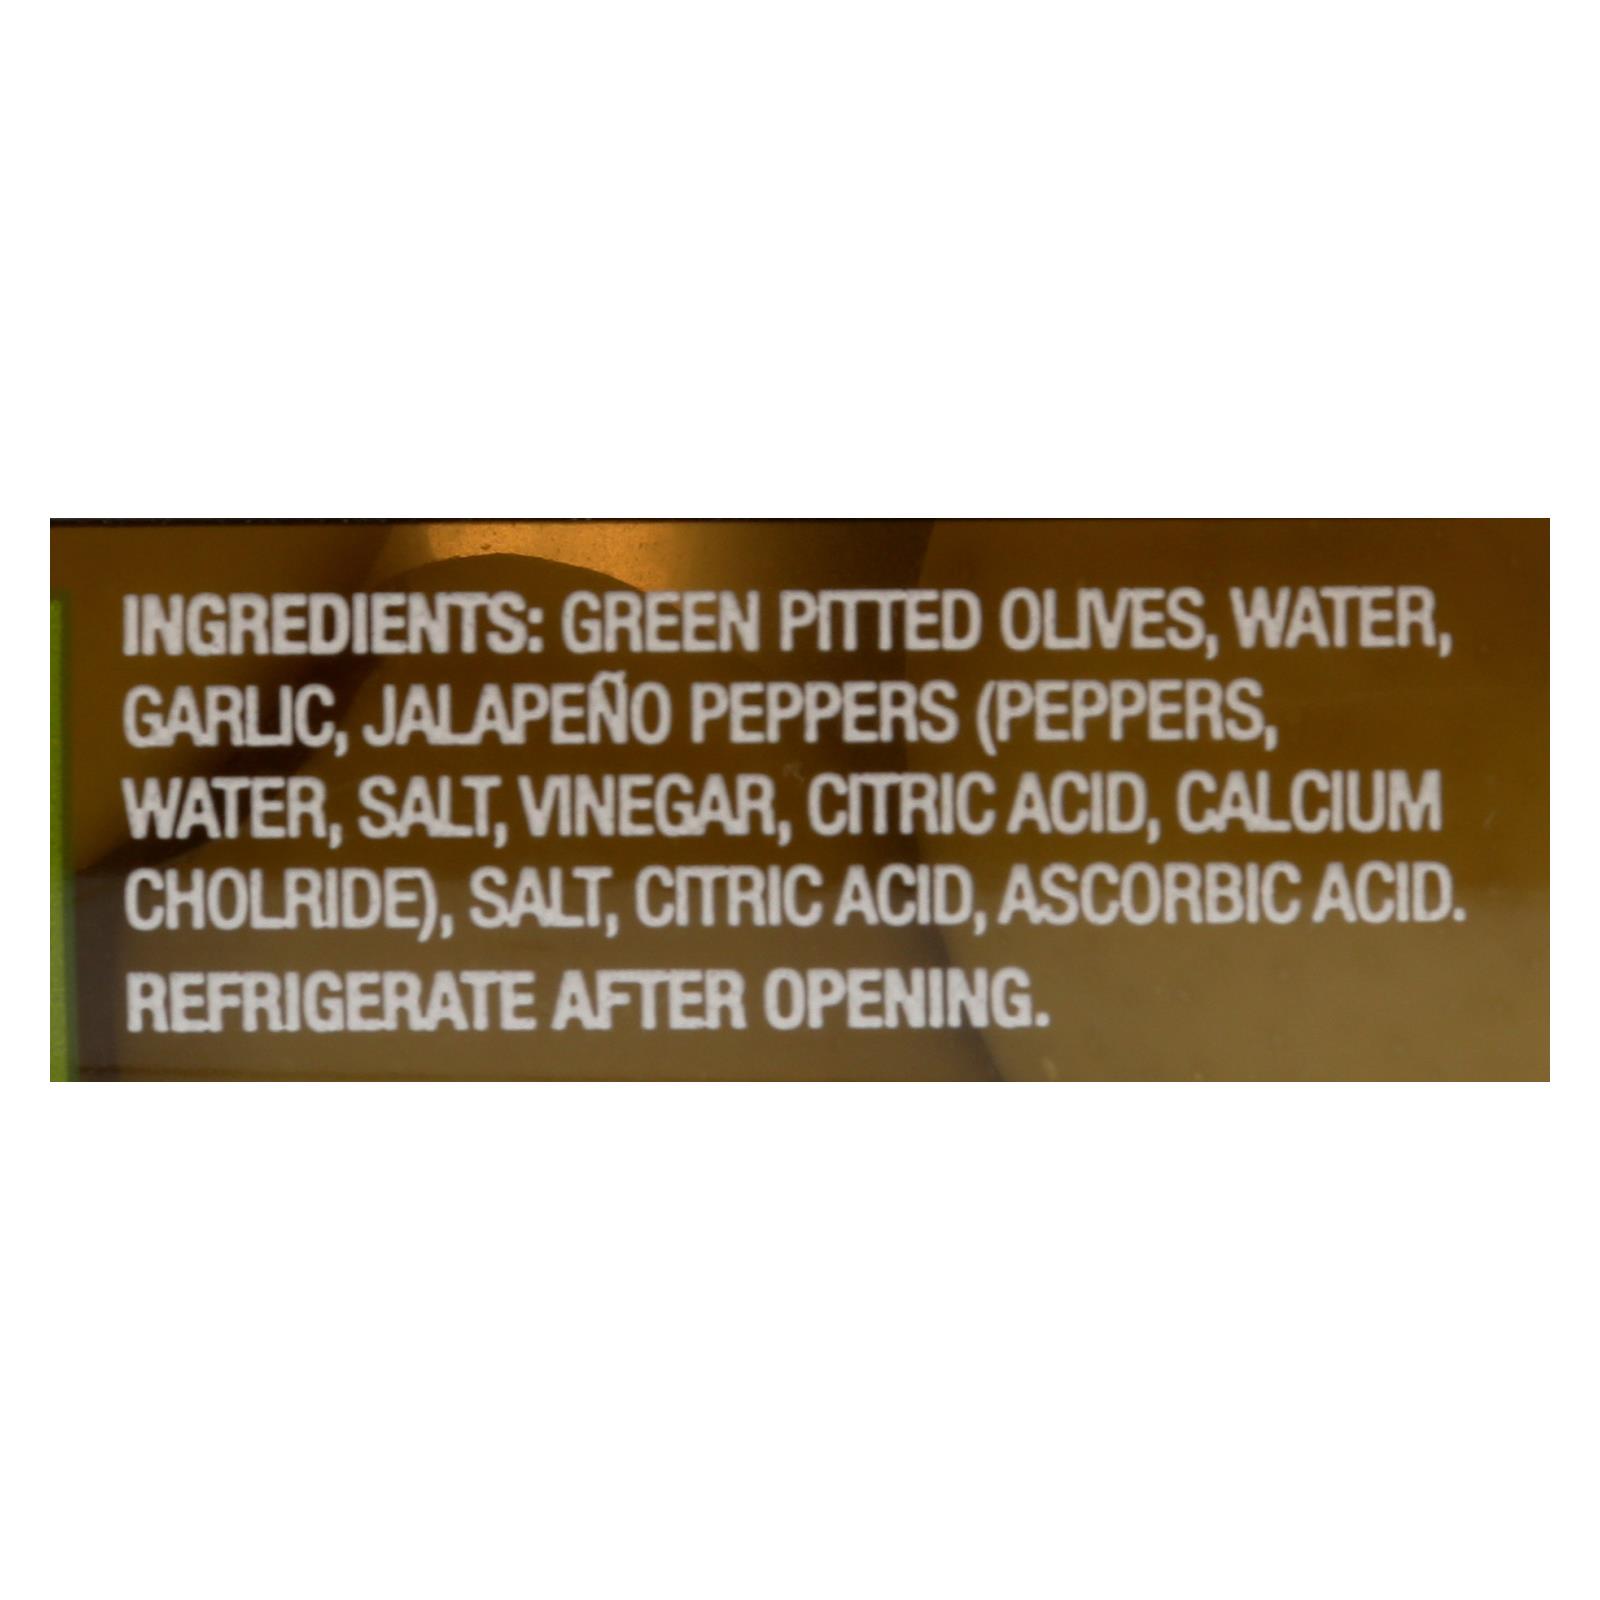 INGREDIENTS: GREEN PITTED OLIVES, WATER,
GARLIC, JALAPEÑO PEPPERS (PEPPERS,
WATER, SALT, VINEGAR, CITRIC ACID, CALCIUM
CHOLRIDE), SALT, CITRIC ACID, ASCORBIC ACID.
REFRIGERATE AFTER OPENING.